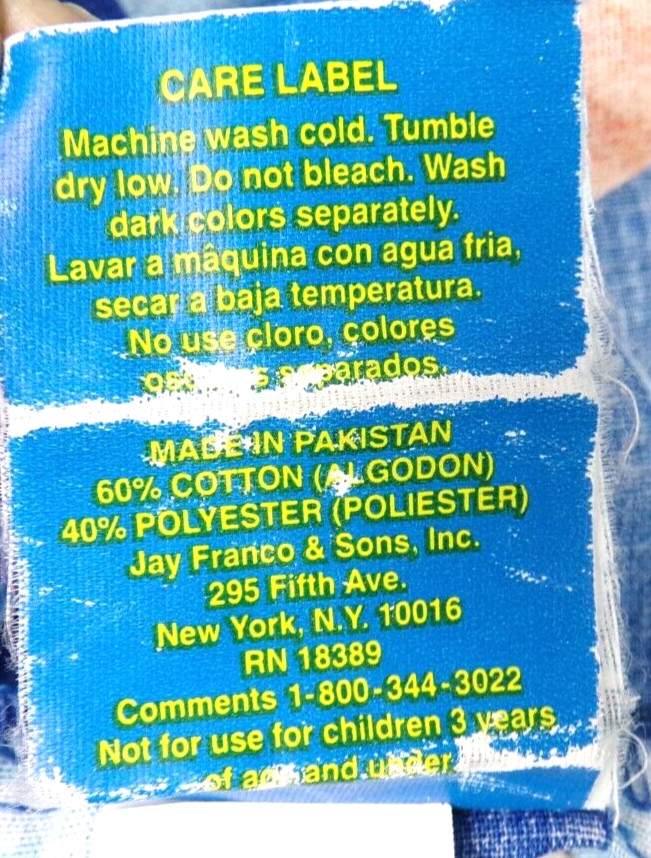 CARE LABEL
Machine wash cold. Tumble
dry low. Do not bleach. Wash
dark colors separately.
Lavar a mâquina con agua fria,
secar a baja temperatura.
No use cloro, colores
separados.
MADE IN PAKISTAN
60% COTTON (ALGODON)
40% POLYESTER (POLIESTER)
Jay Franco & Sons, Inc.
295 Fifth Ave.
New York, N.Y. 10016
RN 18389
Comments 1-800-344-3022
Not for use for children 3 years
of age and under.